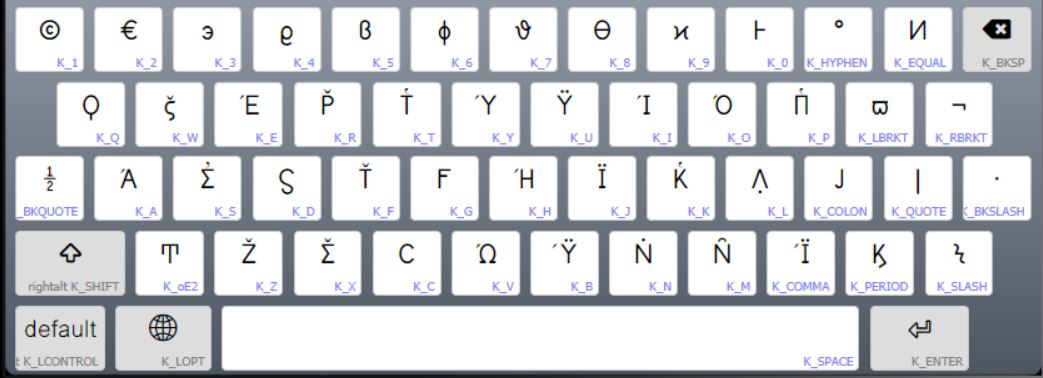 © € э ϱ ϐ ϕ ϑ ϴ ϰ Ͱ ° Ͷ
K_1 K_2 K_3 K_4 K_5 K_6 K_7 K_8 K_9 K_0 K_HYPHEN K_EQUAL K_BKSP
Ϙ ζ̌ Έ Ρ̌ Τ̓́ Ύ Ϋ Ί Ό Π̓́ ϖ ¬
K_Q K_W K_E K_R K_T K_Y K_U K_I K_O K_P K_LBRKT K_RBRKT
½ Ά Σ̓ Ϛ Τ̌ Ϝ Ή Ϊ Κ̓ Λ̣ Ϳ | ·
_BKQUOTE K_A K_S K_D K_F K_G K_H K_J K_K K_L K_COLON K_QUOTE K_BKSLASH
Ͳ Ζ̌ Σ̌ Ϲ Ώ ΄Ϋ Ν̇ Ν̑ ΄Ϊ Ķ ϟ
rightalt K_SHIFT K_oE2 K_Z K_X K_C K_V K_B K_N K_M K_COMMA K_PERIOD K_SLASH
default
t K_LCONTROL K_LOPT K_SPACE K_ENTER